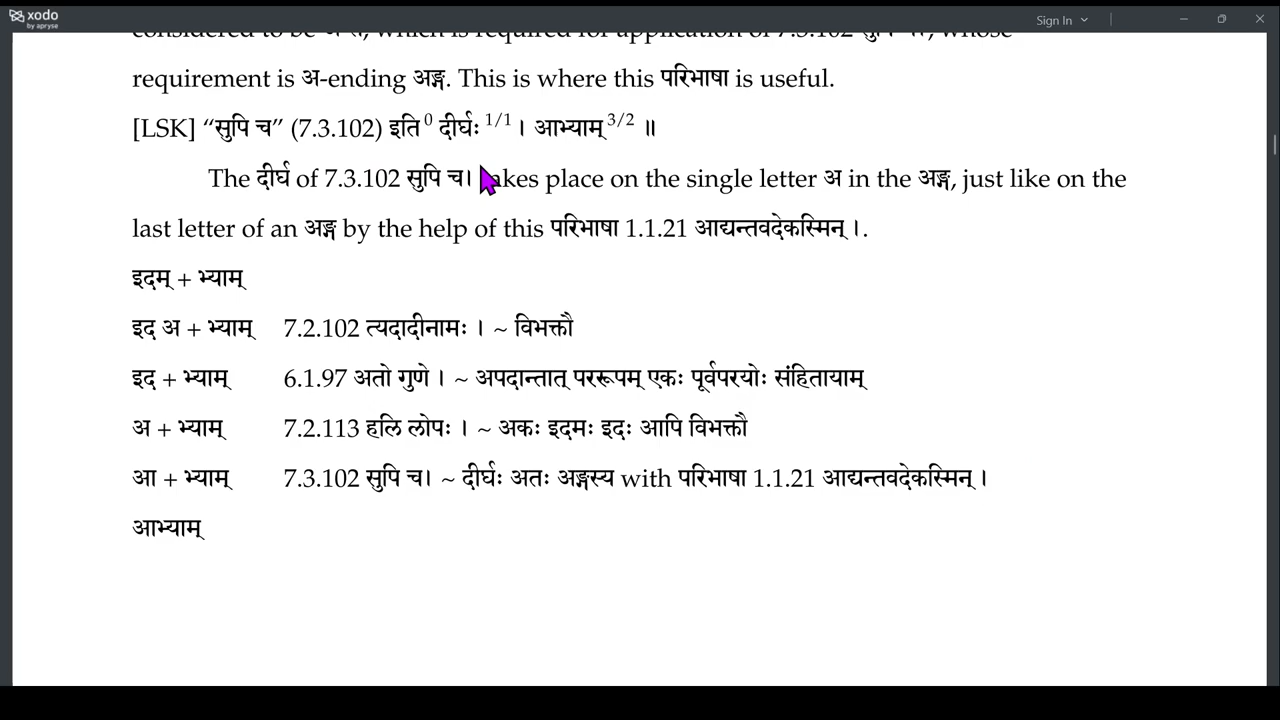 xodo
by apryse
Sign In
requirement is अ-ending अङ्ग. This is where this परिभाषा is useful.
[LSK] “सुपि च” (7.3.102) इति 0 दीर्घः 1/1 । आभ्याम् 3/2 ॥
The दीर्घ of 7.3.102 सुपि च। takes place on the single letter अ in the अङ्ग, just like on the
last letter of an अङ्ग by the help of this परिभाषा 1.1.21 आद्यन्तवदेकस्मिन् ।.
इदम् + भ्याम्
इद अ + भ्याम् 7.2.102 त्यदादीनामः । ~ विभक्तौ
इद + भ्याम् 6.1.97 अतो गुणे । ~ अपदान्तात् पररूपम् एकः पूर्वपरयोः संहितायाम्
अ + भ्याम् 7.2.113 हलि लोपः । ~ अकः इदमः इदः आपि विभक्तौ
आ + भ्याम् 7.3.102 सुपि च। ~ दीर्घः अतः अङ्गस्य with परिभाषा 1.1.21 आद्यन्तवदेकस्मिन् ।
आभ्याम्